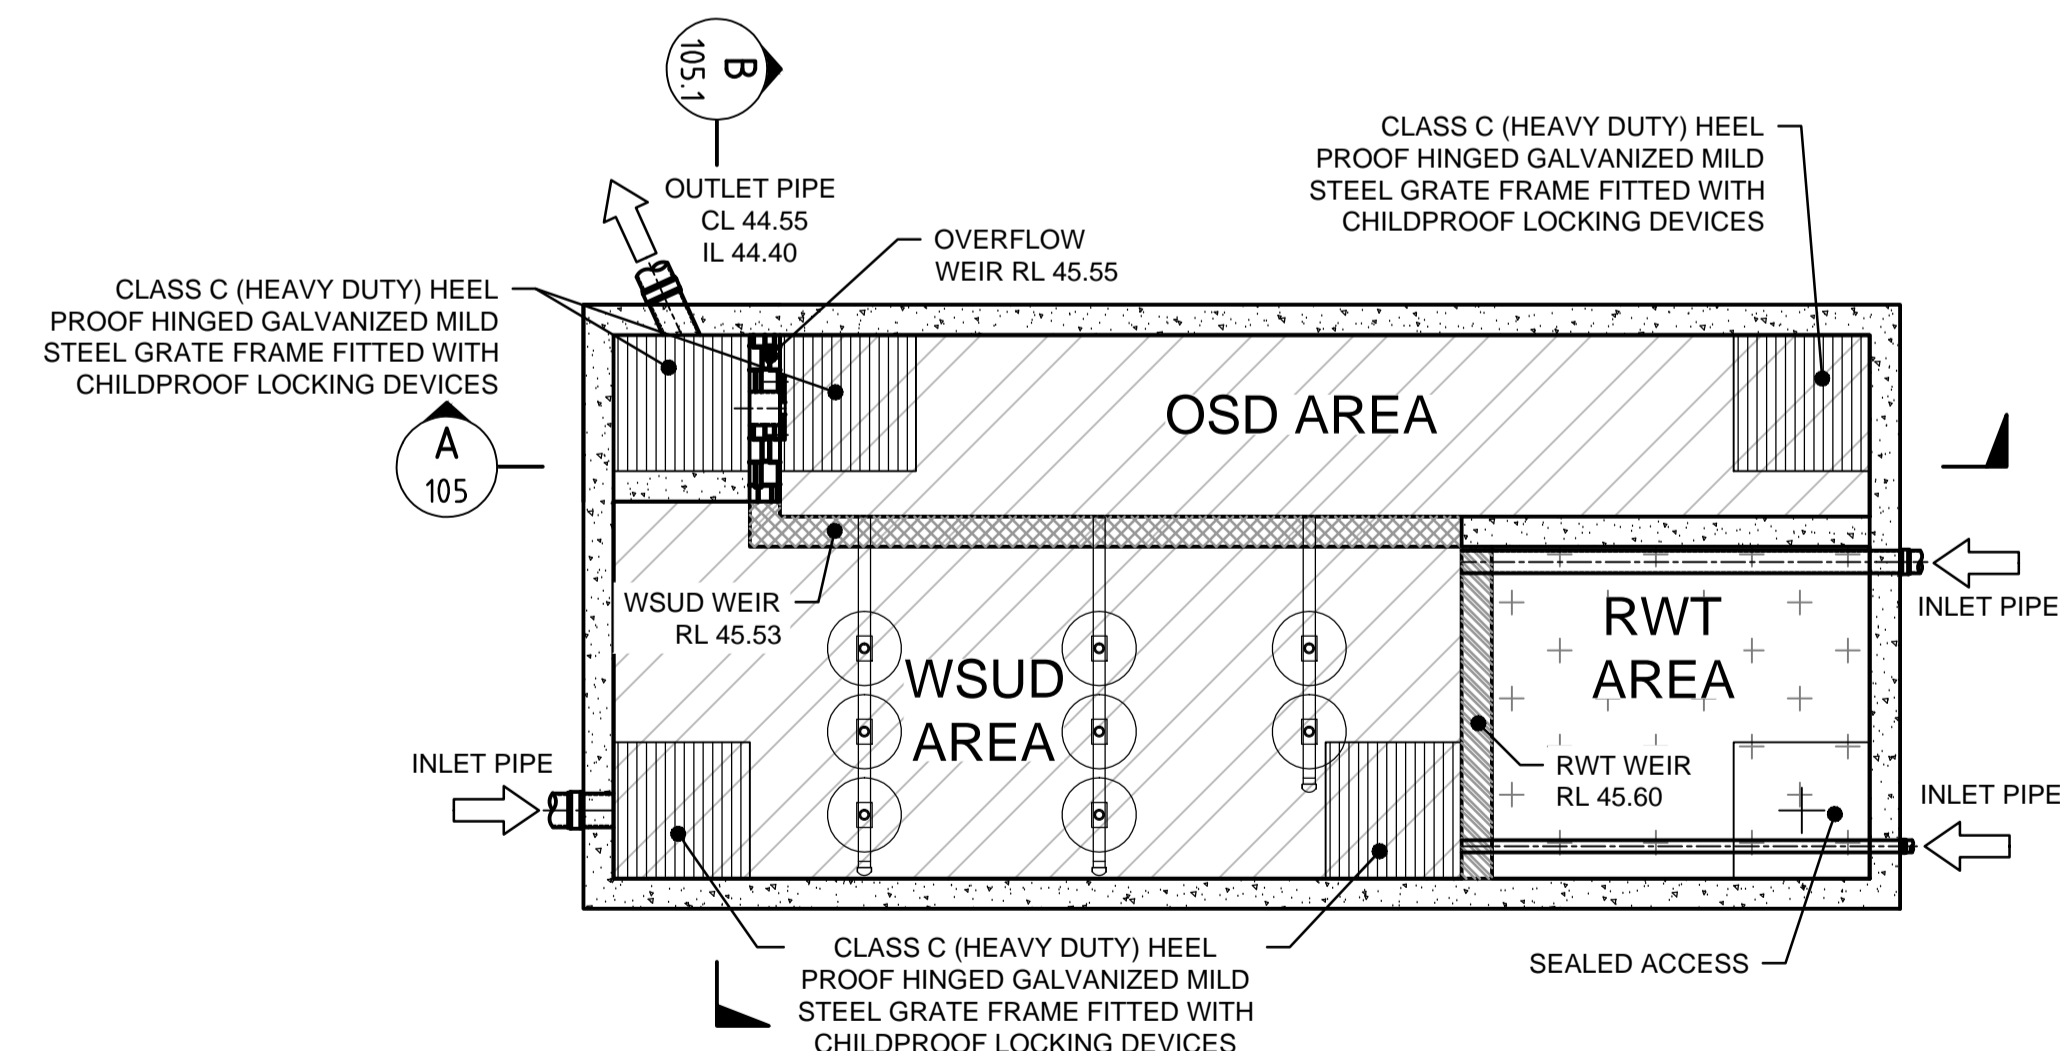 B
105.1
OUTLET PIPE
CL 44.55
IL 44.40
CLASS C (HEAVY DUTY) HEEL
PROOF HINGED GALVANIZED MILD
STEEL GRATE FRAME FITTED WITH
CHILDPROOF LOCKING DEVICES
OVERFLOW
WEIR RL 45.55
CLASS C (HEAVY DUTY) HEEL
PROOF HINGED GALVANIZED MILD
STEEL GRATE FRAME FITTED WITH
CHILDPROOF LOCKING DEVICES
OSD AREA
A
105
WSUD WEIR
RL 45.53
INLET PIPE
RWT
AREA
WSUD
AREA
INLET PIPE
RWT WEIR
RL 45.60
INLET PIPE
CLASS C (HEAVY DUTY) HEEL
PROOF HINGED GALVANIZED MILD
STEEL GRATE FRAME FITTED WITH
CHILDPROOF LOCKING DEVICES
SEALED ACCESS